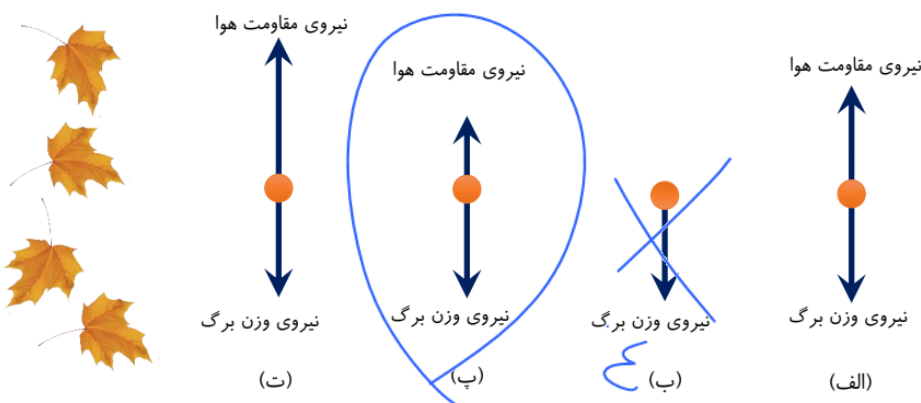 نیروی مقاومت هوا
نیروی مقاومت هوا
نیروی مقاومت هوا
نیروی وزن برگ
نیروی وزن برگ
نیروی وزن برگ
نیروی وزن برگ
(الف)
(ب)
(پ)
(ت)